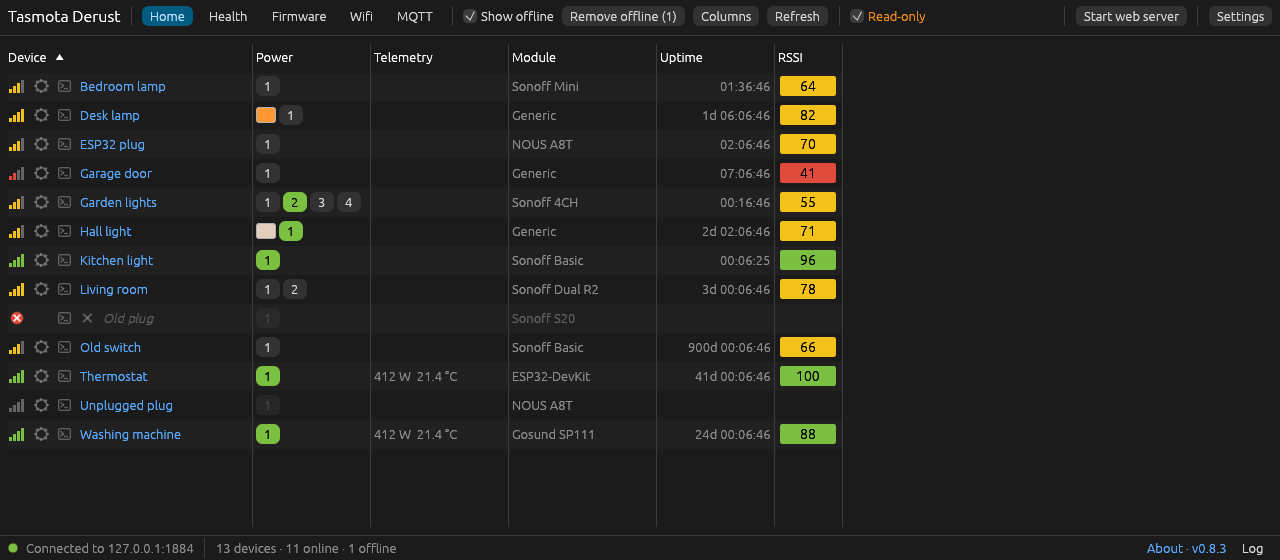 Tasmota Derust Home Health Firmware Wifi MQTT Show offline Remove offline (1) Columns Refresh Read-only Start web server Settings
Device Power Telemetry Module Uptime RSSI
Bedroom lamp 1 Sonoff Mini 01:36:46 64
Desk lamp 1 Generic 1d 06:06:46 82
ESP32 plug 1 NOUS A8T 02:06:46 70
Garage door 1 Generic 07:06:46 41
Garden lights 1 2 3 4 Sonoff 4CH 00:16:46 55
Hall light 1 Generic 2d 02:06:46 71
Kitchen light 1 Sonoff Basic 00:06:25 96
Living room 1 2 Sonoff Dual R2 3d 00:06:46 78
Old plug 1 Sonoff S20
Old switch 1 Sonoff Basic 900d 00:06:46 66
Thermostat 1 412 W 21.4 °C ESP32-DevKit 41d 00:06:46 100
Unplugged plug 1 NOUS A8T
Washing machine 1 412 W 21.4 °C Gosund SP111 24d 00:06:46 88
Connected to 127.0.0.1:1884 13 devices · 11 online · 1 offline About · v0.8.3 Log